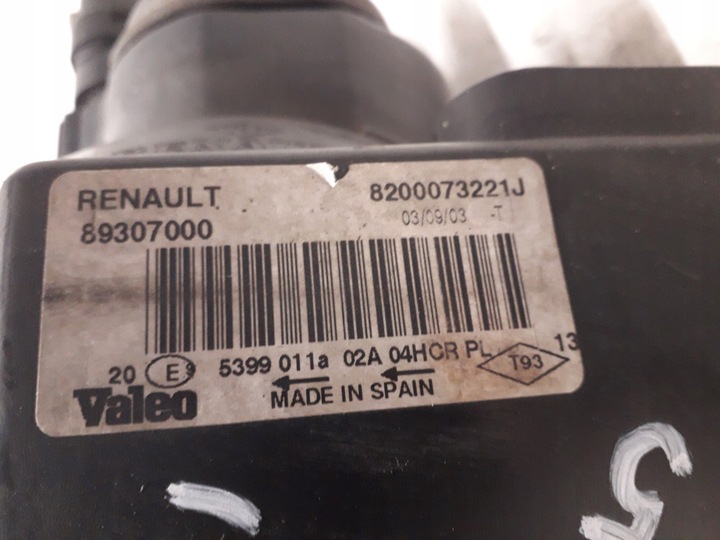 RENAULT 8200073221J
89307000 03/09/03 -T
20 E9 5399 011a 02A 04HCR PL T93 13
Valeo MADE IN SPAIN
5